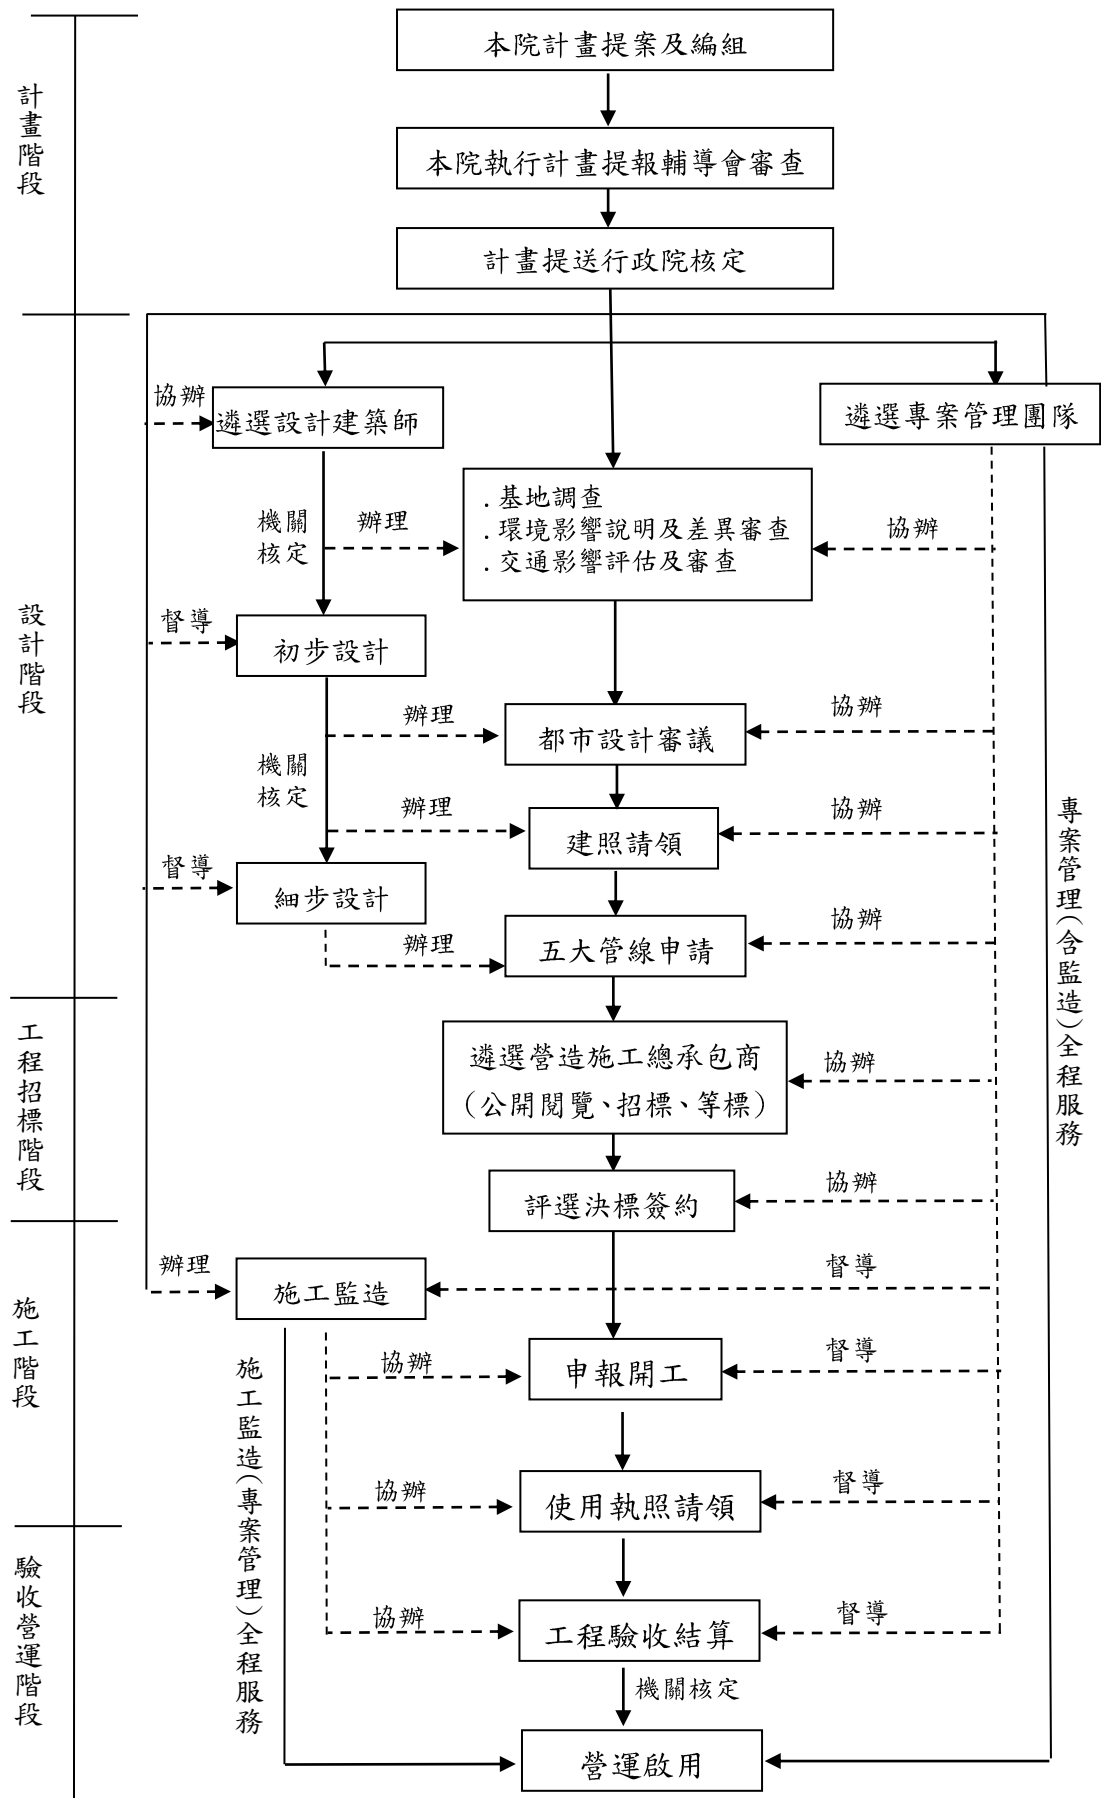 計畫階段
本院計畫提案及編組
本院執行計畫提報輔導會審查
計畫提送行政院核定
設計階段
協辦
遴選設計建築師
遴選專案管理團隊
機關
核定
辦理
.基地調查
.環境影響說明及差異審查
.交通影響評估及審查
協辦
督導
初步設計
辦理
都市設計審議
協辦
機關
核定
辦理
建照請領
協辦
督導
細步設計
辦理
五大管線申請
協辦
專案管理(含監造)全程服務
工程招標階段
遴選營造施工總承包商
(公開閱覽、招標、等標)
協辦
評選決標簽約
協辦
施工階段
辦理
施工監造
督導
協辦
申報開工
督導
施工監造(專案管理)全程服務
協辦
使用執照請領
督導
驗收營運階段
協辦
工程驗收結算
督導
機關核定
營運啟用